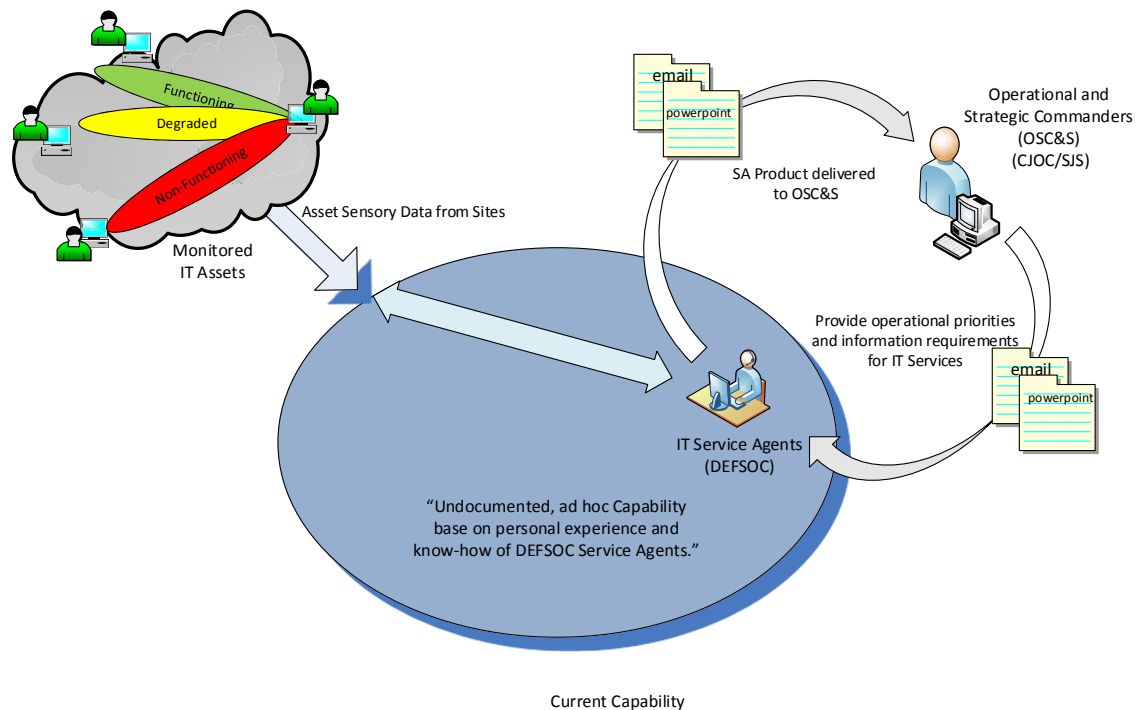 Functioning
Degraded
Non-Functioning
Monitored
IT Assets
Asset Sensory Data from Sites
email
powerpoint
SA Product delivered
to OSC&S
Operational and
Strategic Commanders
(OSC&S)
(CJOC/SJS)
Provide operational priorities
and information requirements
for IT Services
email
powerpoint
IT Service Agents
(DEFSOC)
“Undocumented, ad hoc Capability
base on personal experience and
know-how of DEFSOC Service Agents.”
Current Capability